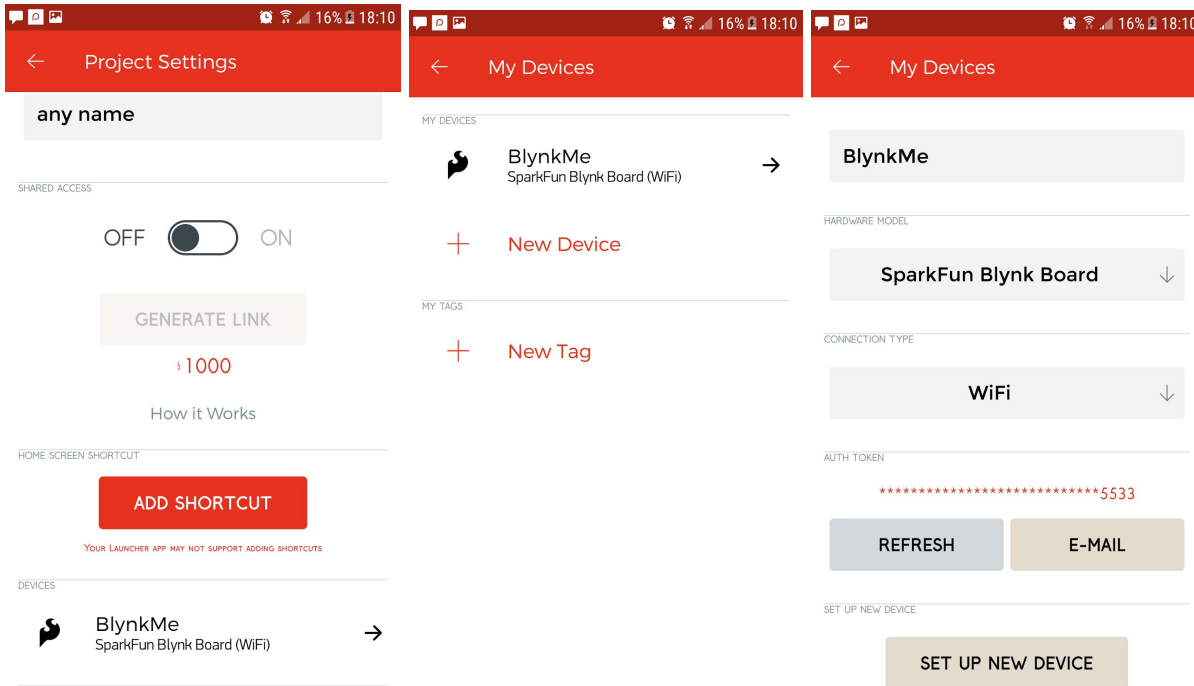 16% 18:10
Project Settings
any name
SHARED ACCESS
OFF ON
GENERATE LINK
1000
How it Works
HOME SCREEN SHORTCUT
ADD SHORTCUT
YOUR LAUNCHER APP MAY NOT SUPPORT ADDING SHORTCUTS
DEVICES
BlynkMe
SparkFun Blynk Board (WiFi)
16% 18:10
My Devices
MY DEVICES
BlynkMe
SparkFun Blynk Board (WiFi)
New Device
MY TAGS
New Tag
16% 18:10
My Devices
BlynkMe
HARDWARE MODEL
SparkFun Blynk Board
CONNECTION TYPE
WiFi
AUTH TOKEN
****************************5533
REFRESH E-MAIL
SET UP NEW DEVICE
SET UP NEW DEVICE